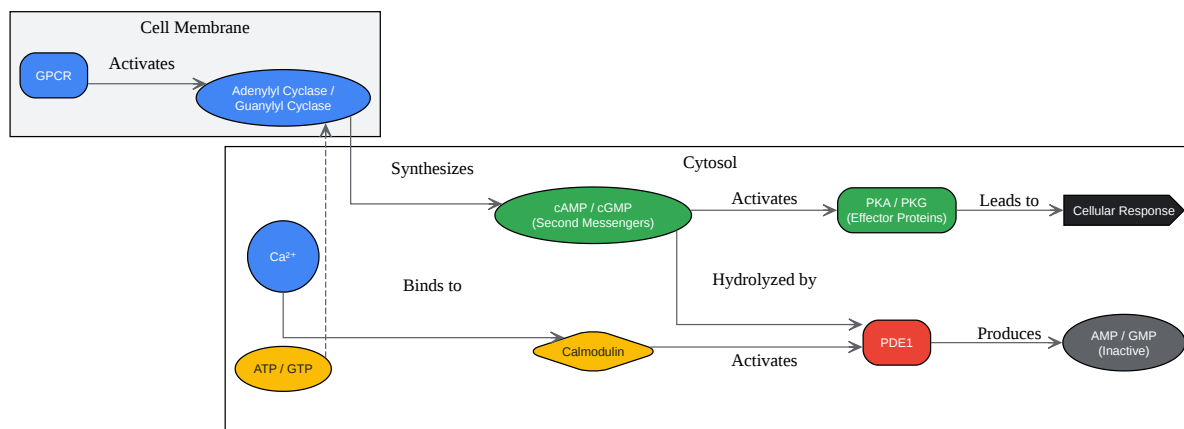 Cell Membrane
GPCR
Activates
Adenylyl Cyclase /
Guanylyl Cyclase
Cytosol
Synthesizes
cAMP / cGMP
(Second Messengers)
Activates
PKA / PKG
(Effector Proteins)
Leads to
Cellular Response
Ca²⁺
Binds to
Hydrolyzed by
ATP / GTP
Calmodulin
Activates
PDE1
Produces
AMP / GMP
(Inactive)